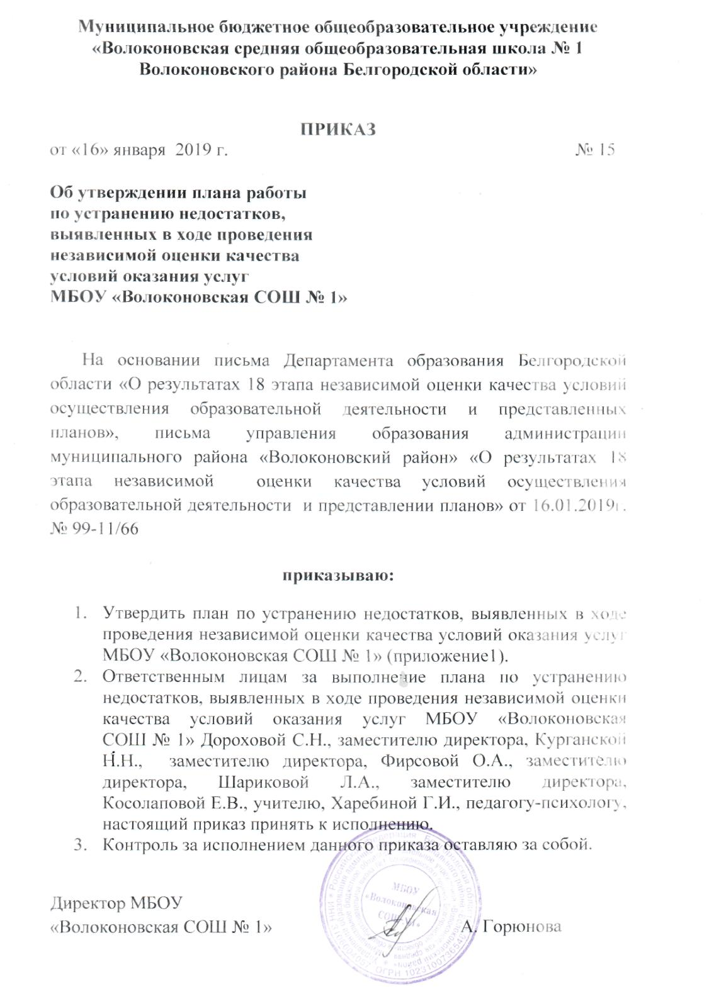 Муниципальное бюджетное общеобразовательное учреждение
«Волоконовская средняя общеобразовательная школа № 1
Волоконовского района Белгородской области»
ПРИКАЗ
от «16» января 2019 г. № 15
Об утверждении плана работы
по устранению недостатков,
выявленных в ходе проведения
независимой оценки качества
условий оказания услуг
МБОУ «Волоконовская СОШ № 1»
На основании письма Департамента образования Белгородской
области «О результатах 18 этапа независимой оценки качества условий
осуществления образовательной деятельности и представленных
планов», письма управления образования администрации
муниципального района «Волоконовский район» «О результатах 18
этапа независимой оценки качества условий осуществления
образовательной деятельности и представлении планов» от 16.01.2019г.
№ 99-11/66
приказываю:
1. Утвердить план по устранению недостатков, выявленных в ходе
проведения независимой оценки качества условий оказания услуг
МБОУ «Волоконовская СОШ № 1» (приложение1).
2. Ответственным лицам за выполнение плана по устранению
недостатков, выявленных в ходе проведения независимой оценки
качества условий оказания услуг МБОУ «Волоконовская
СОШ № 1» Дороховой С.Н., заместителю директора, Курганской
Н.Н., заместителю директора, Фирсовой О.А., заместителю
директора, Шариковой Л.А., заместителю директора,
Косолаповой Е.В., учителю, Харебиной Г.И., педагогу-психологу,
настоящий приказ принять к исполнению.
3. Контроль за исполнением данного приказа оставляю за собой.
Директор МБОУ
«Волоконовская СОШ № 1» А. Горюнова
МБОУ
«Волоконовская
СОШ №1»